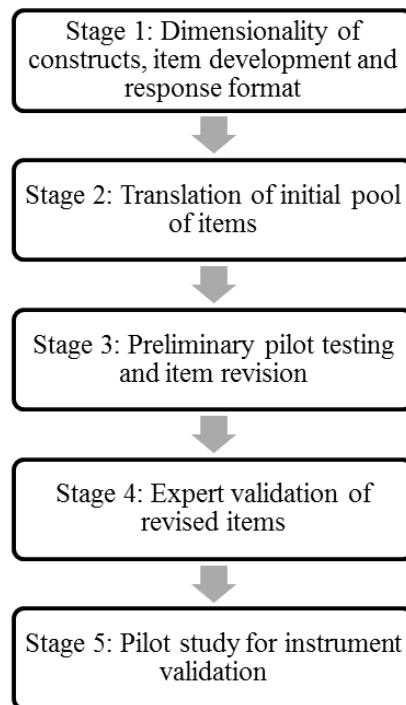 Stage 1: Dimensionality of
constructs, item development and
response format
Stage 2: Translation of initial pool
of items
Stage 3: Preliminary pilot testing
and item revision
Stage 4: Expert validation of
revised items
Stage 5: Pilot study for instrument
validation